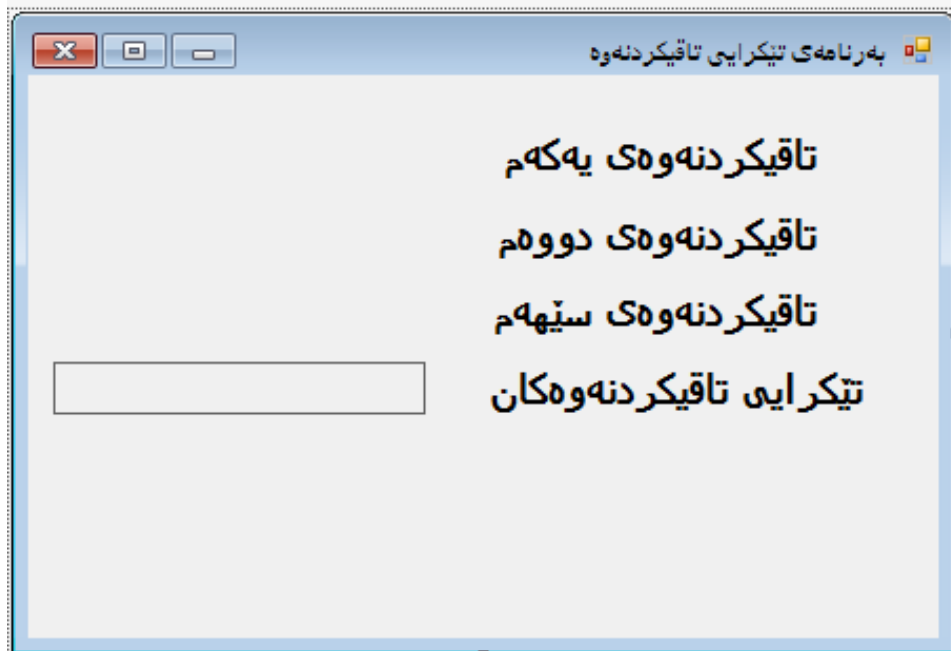 بەرنامەی تێکرایی تاقیکردنەوە
تاقیکردنەوەی یەکەم
تاقیکردنەوەی دووەم
تاقیکردنەوەی سێهەم
تێکرایی تاقیکردنەوەکان